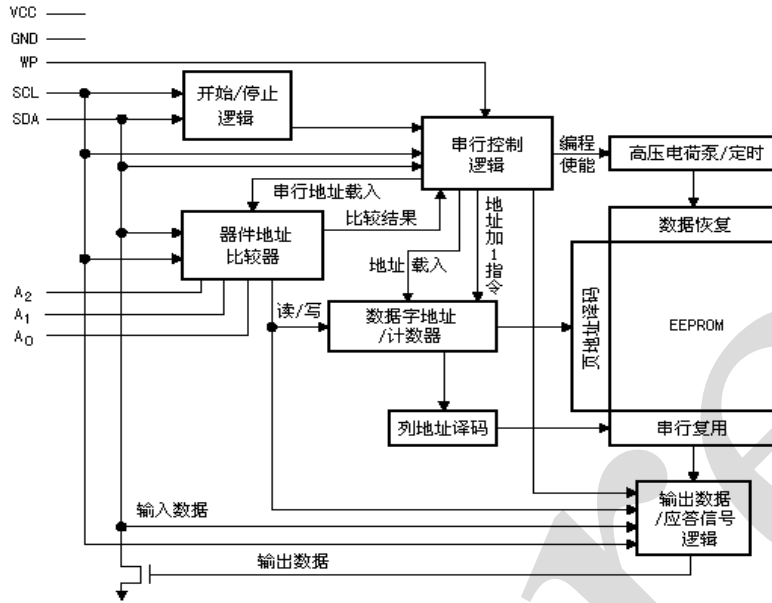 VCC
GND
WP
SCL
SDA
开始/停止
逻辑
串行控制
逻辑
编程
使能
高压电荷泵/定时
串行地址载入
比较结果
器件地址
比较器
地址 载入
地址加1指令
数据恢复
页地址译码
EEPROM
A2
A1
A0
读/写
数据字地址
/计数器
列地址译码
串行复用
输入数据
输出数据
/应答信号
逻辑
输出数据